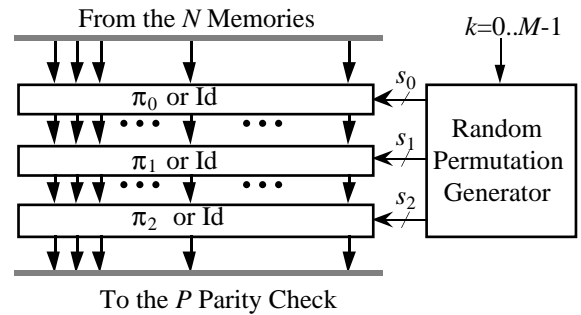 From the N Memories
k=0..M-1
π0 or Id
s0
π1 or Id
s1
π2 or Id
s2
Random
Permutation
Generator
To the P Parity Check